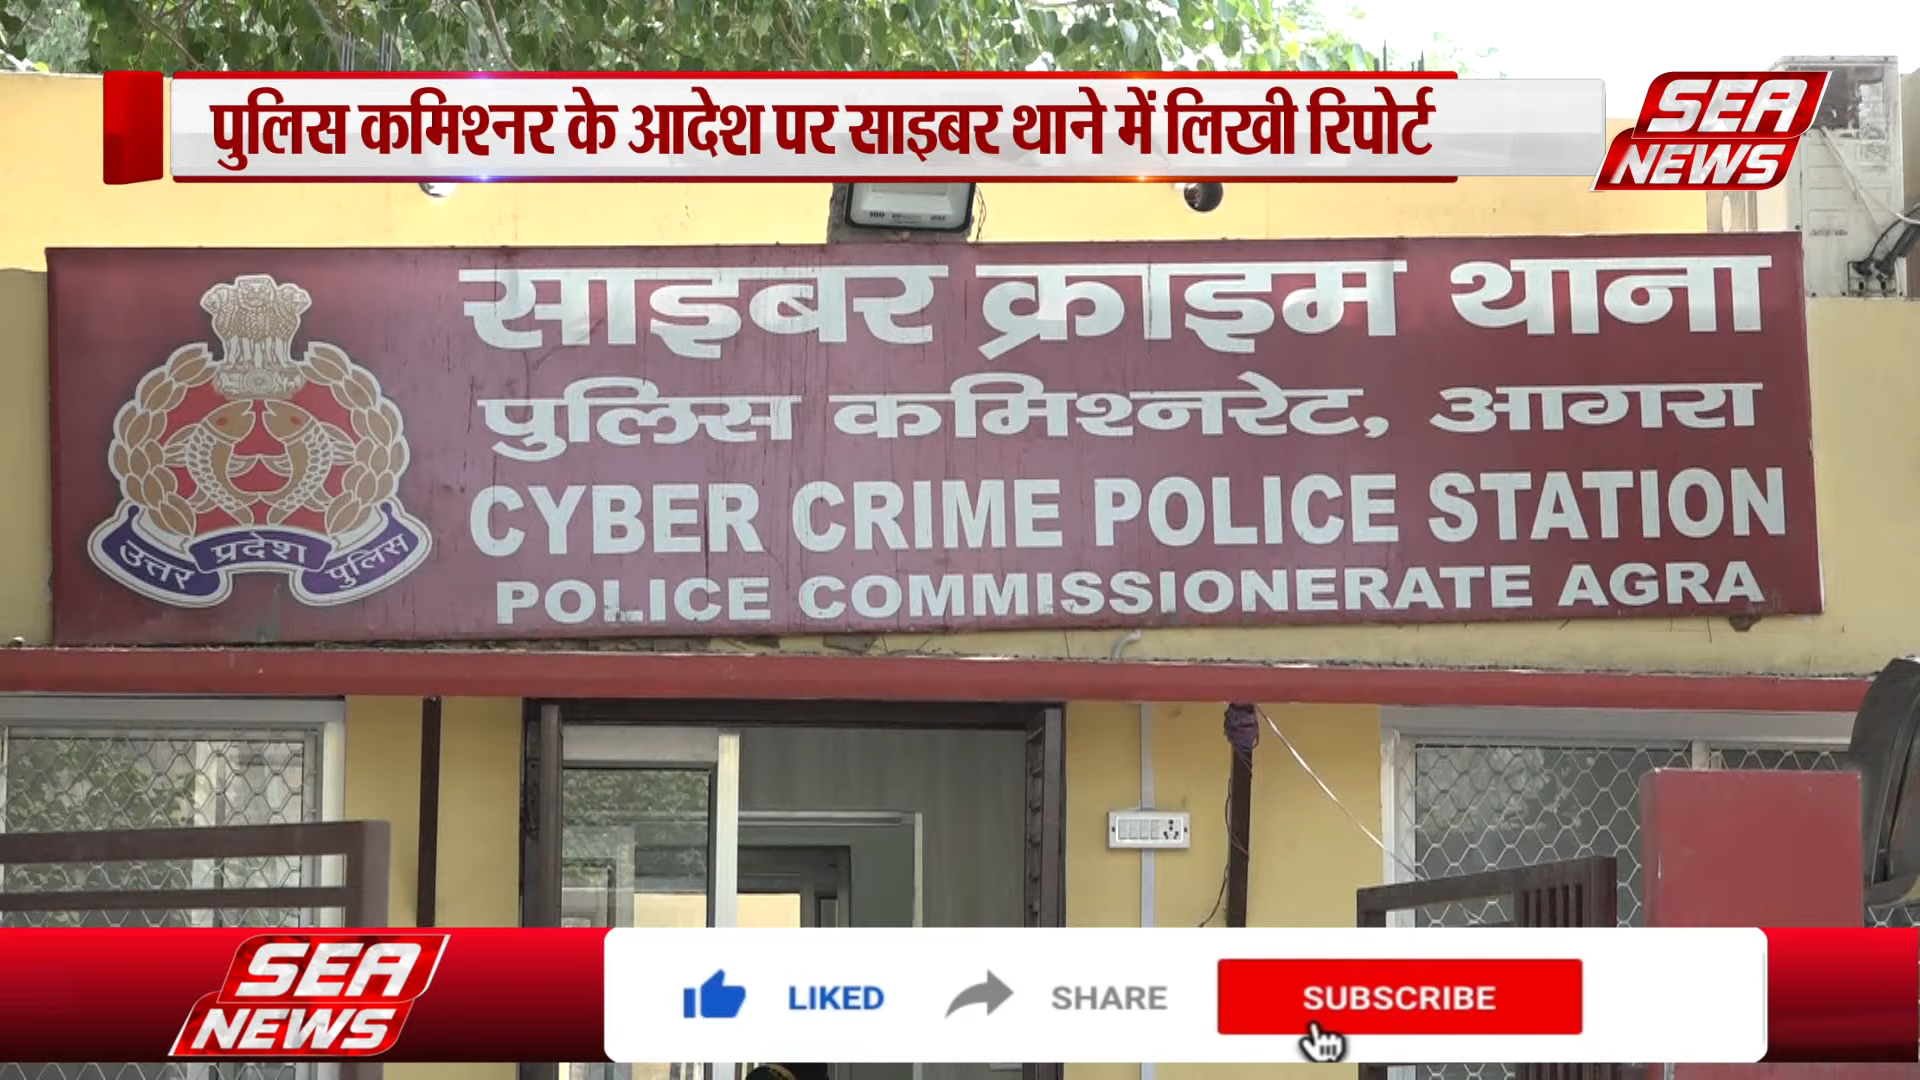 पुलिस कमिश्नर के आदेश पर साइबर थाने में लिखी रिपोर्ट
SEA
NEWS
साइबर क्राइम थाना
पुलिस कमिश्नरेट, आगरा
CYBER CRIME POLICE STATION
POLICE COMMISSIONERATE AGRA
उत्तर प्रदेश पुलिस
SEA
NEWS
LIKED
SHARE
SUBSCRIBE